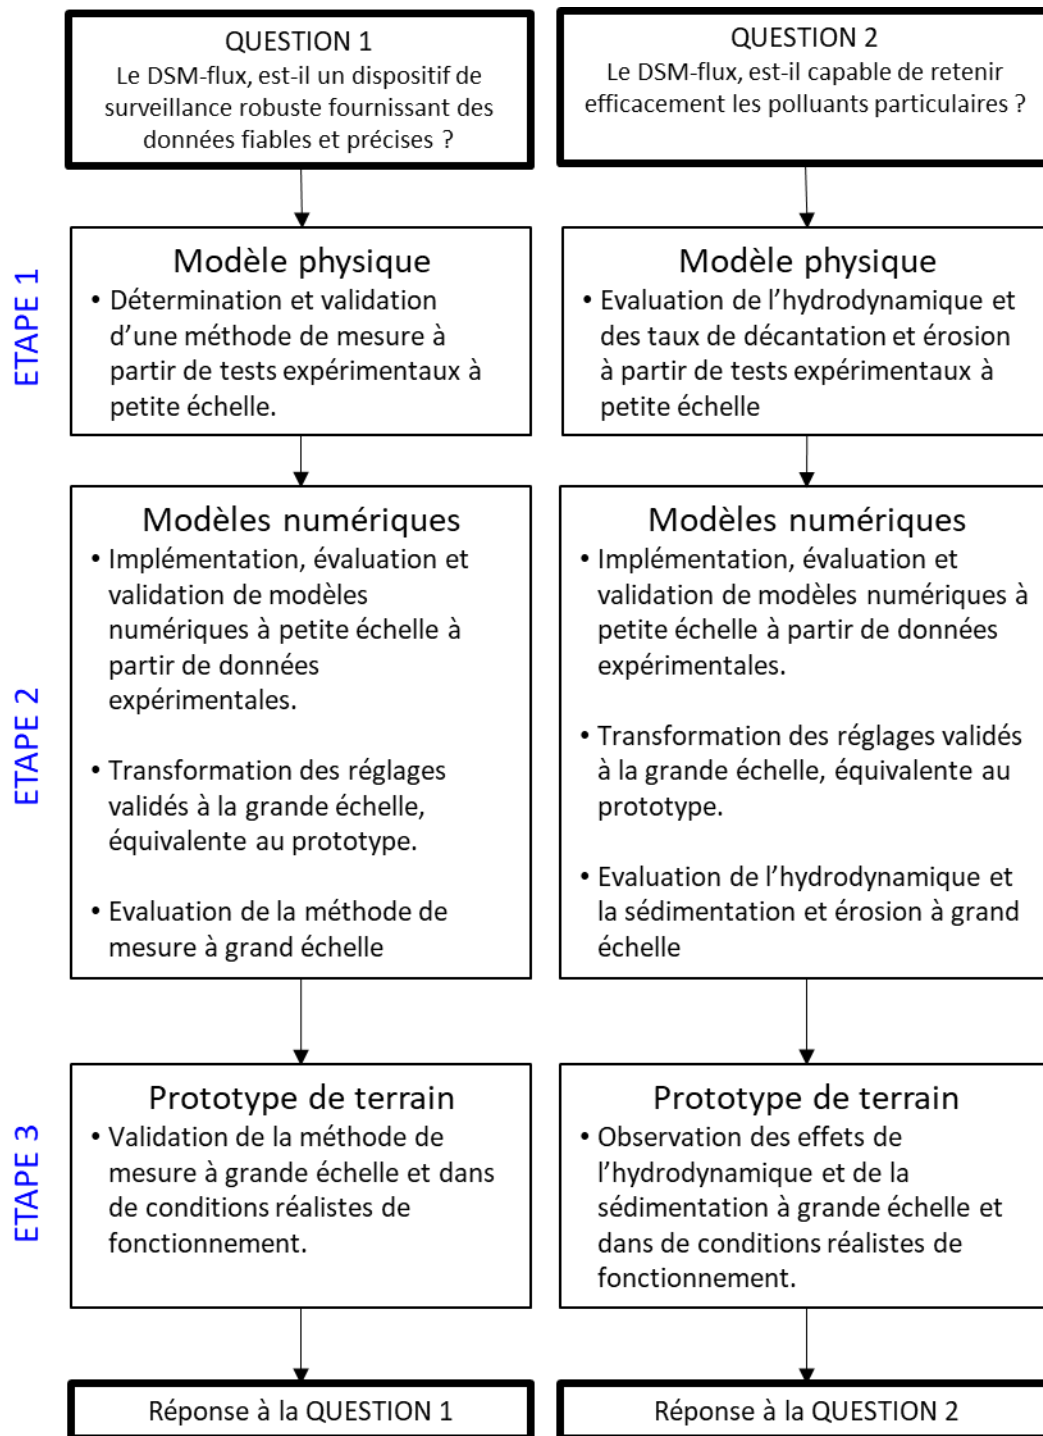 QUESTION 1
Le DSM-flux, est-il un dispositif de
surveillance robuste fournissant des
données fiables et précises ?
QUESTION 2
Le DSM-flux, est-il capable de retenir
efficacement les polluants particulaires ?
ETAPE 1
Modèle physique
• Détermination et validation
d’une méthode de mesure à
partir de tests expérimentaux à
petite échelle.
Modèle physique
• Evaluation de l’hydrodynamique et
des taux de décantation et érosion
à partir de tests expérimentaux à
petite échelle
ETAPE 2
Modèles numériques
• Implémentation, évaluation et
validation de modèles
numériques à petite échelle à
partir de données
expérimentales.
• Transformation des réglages
validés à la grande échelle,
équivalente au prototype.
• Evaluation de la méthode de
mesure à grand échelle
Modèles numériques
• Implémentation, évaluation et
validation de modèles numériques à
petite échelle à partir de données
expérimentales.
• Transformation des réglages validés
à la grande échelle, équivalente au
prototype.
• Evaluation de l’hydrodynamique et
la sédimentation et érosion à grand
échelle
ETAPE 3
Prototype de terrain
• Validation de la méthode de
mesure à grande échelle et dans
de conditions réalistes de
fonctionnement.
Prototype de terrain
• Observation des effets de
l’hydrodynamique et de la
sédimentation à grande échelle et
dans de conditions réalistes de
fonctionnement.
Réponse à la QUESTION 1
Réponse à la QUESTION 2